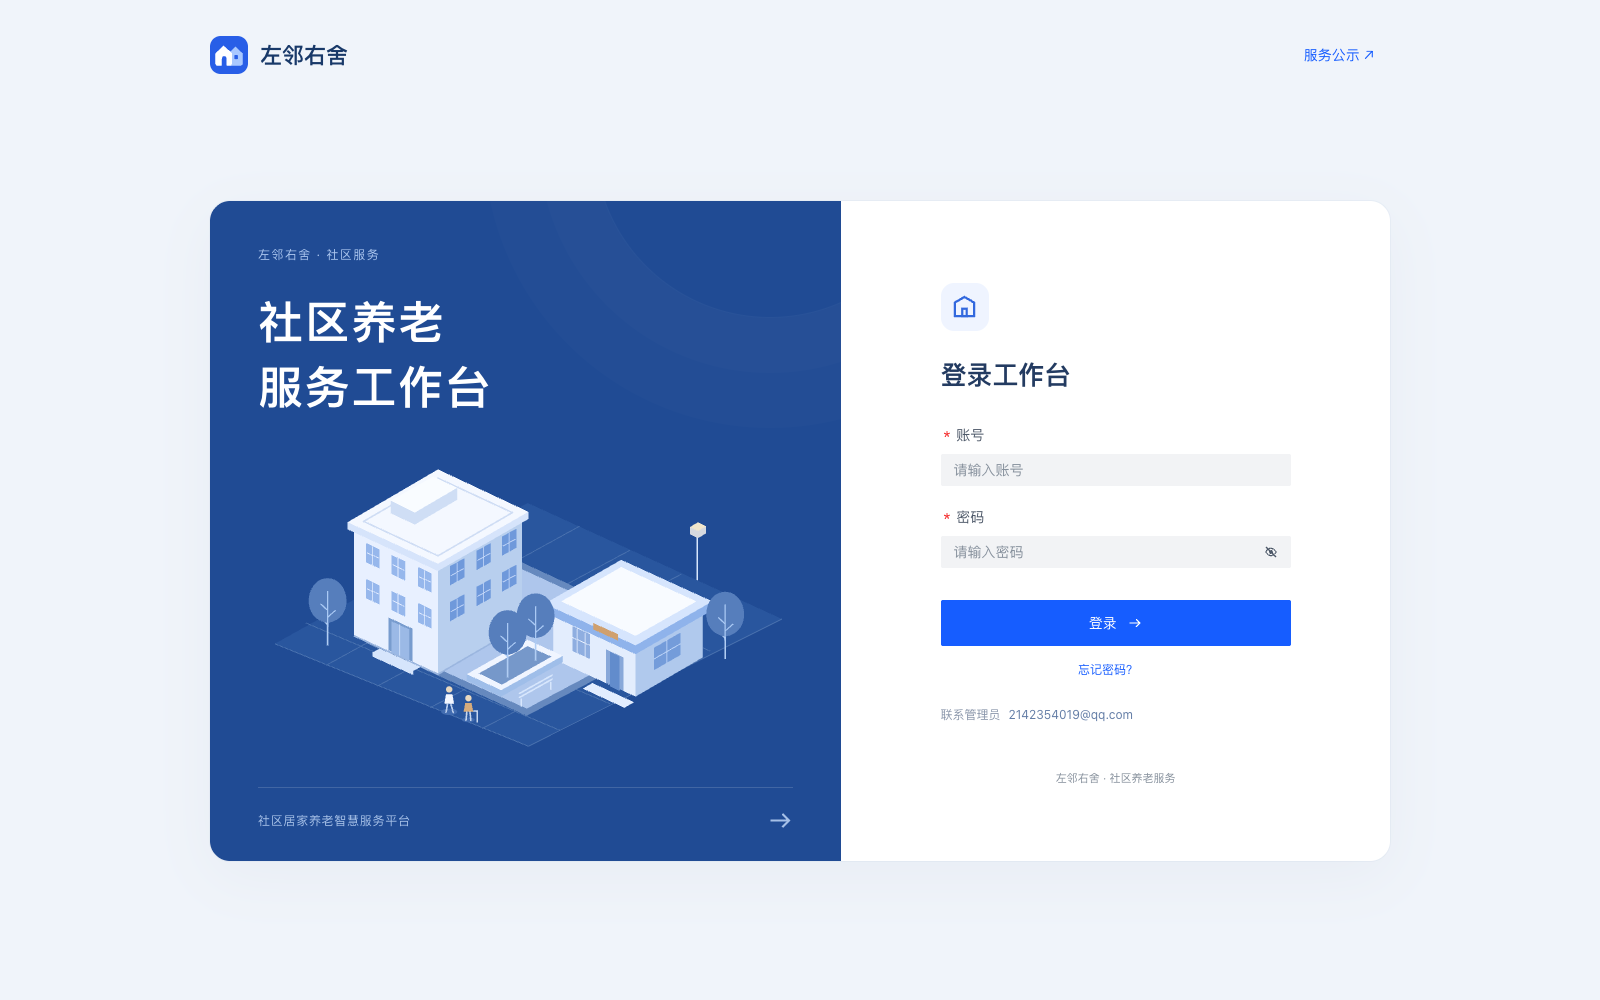 左邻右舍
服务公示
左邻右舍 · 社区服务
社区养老
服务工作台
社区居家养老智慧服务平台
登录工作台
* 账号
请输入账号
* 密码
请输入密码
登录
忘记密码?
联系管理员 2142354019@qq.com
左邻右舍 · 社区养老服务